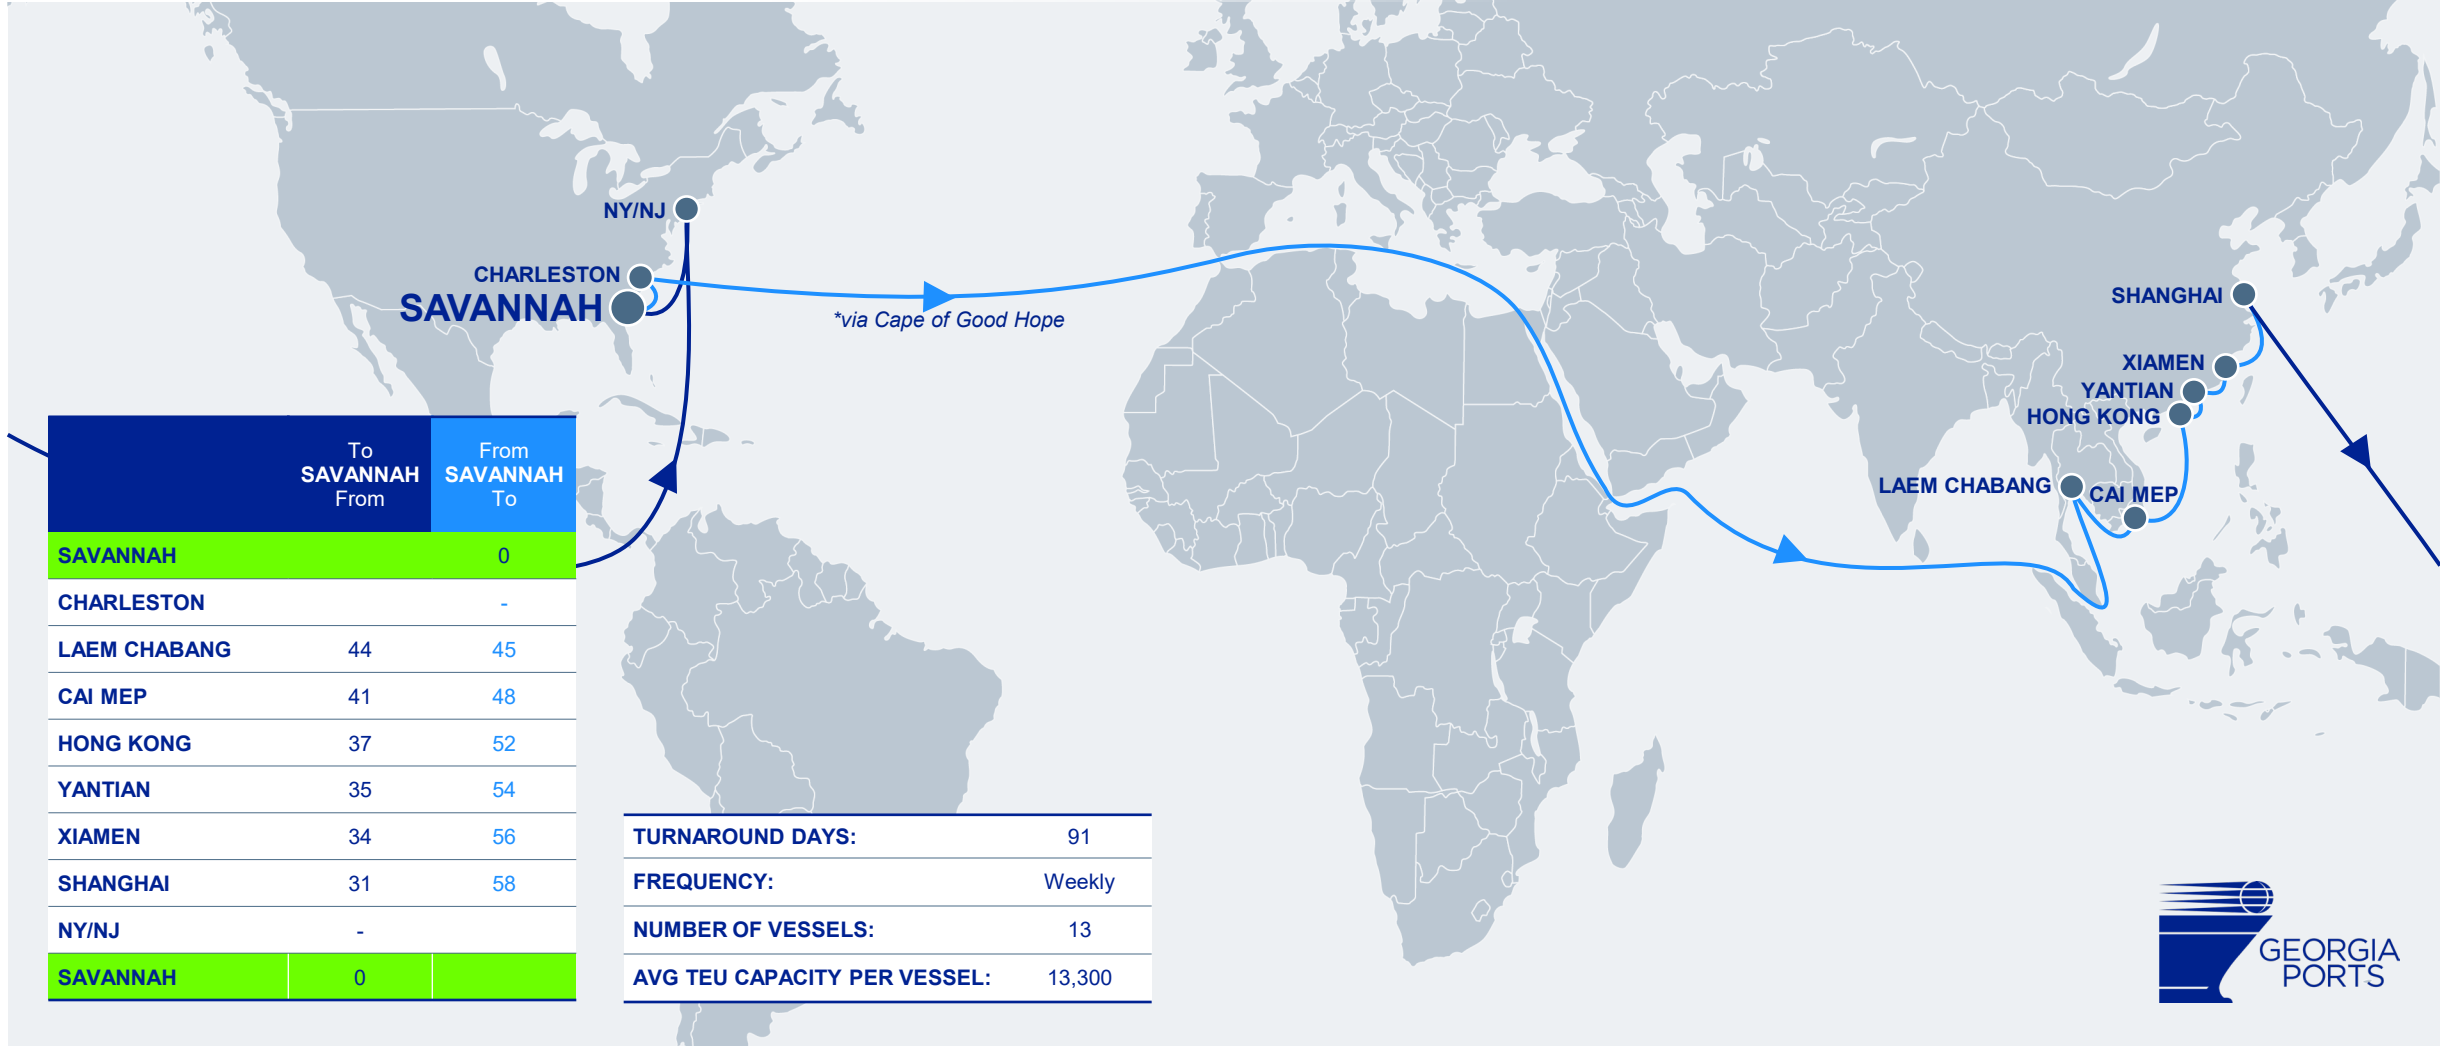 NY/NJ
CHARLESTON
SAVANNAH
*via Cape of Good Hope
SHANGHAI
XIAMEN
YANTIAN
HONG KONG
LAEM CHABANG
CAI MEP
To SAVANNAH From
From SAVANNAH To
SAVANNAH 0
CHARLESTON -
LAEM CHABANG 44 45
CAI MEP 41 48
HONG KONG 37 52
YANTIAN 35 54
XIAMEN 34 56
SHANGHAI 31 58
NY/NJ -
SAVANNAH 0
TURNAROUND DAYS: 91
FREQUENCY: Weekly
NUMBER OF VESSELS: 13
AVG TEU CAPACITY PER VESSEL: 13,300
GEORGIA
PORTS